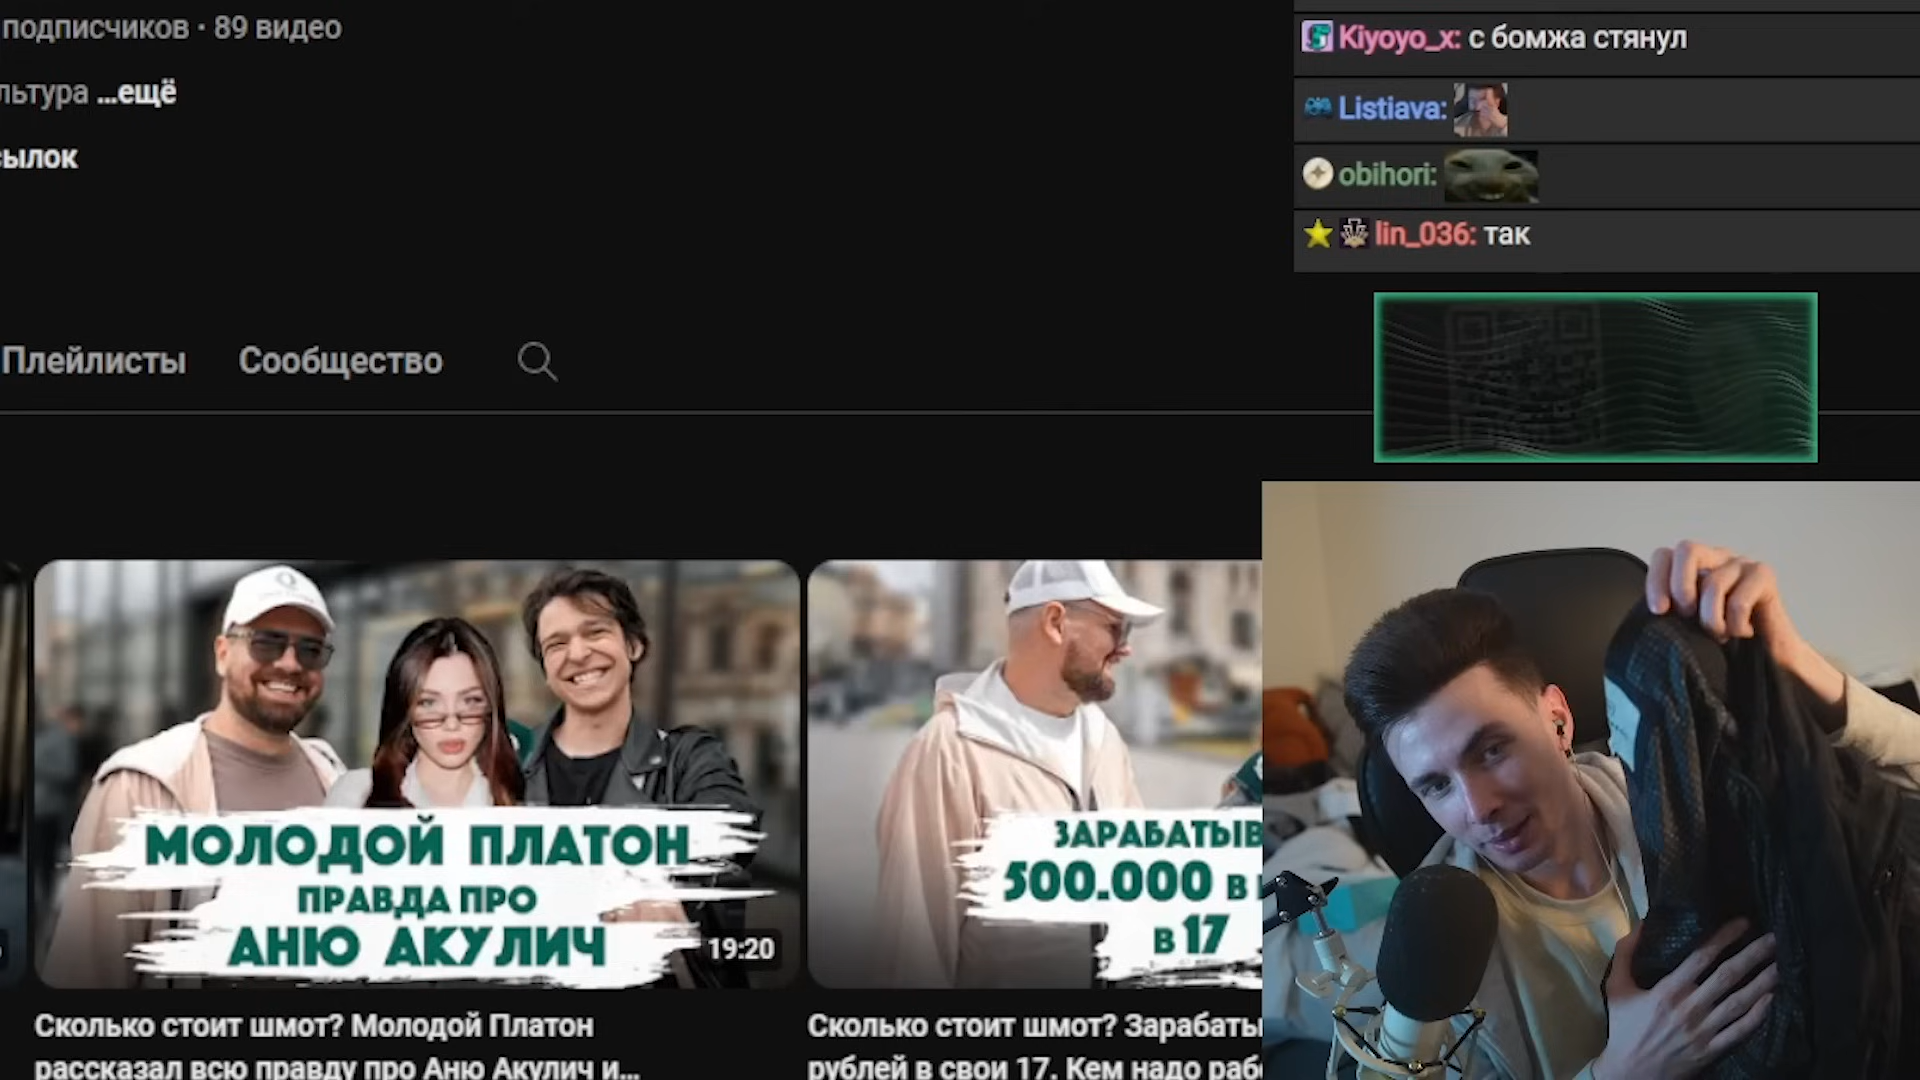 подписчиков · 89 видео
льтура ...ещё
сылок
Kiyoyo_x: с бомжа стянул
Listiava:
obihori:
lin_036: так
Плейлисты Сообщество
МОЛОДОЙ ПЛАТОН
ПРАВДА ПРО
АНЮ АКУЛИЧ
19:20
ЗАРАБАТЫВ
500.000 В
В 17
Сколько стоит шмот? Молодой Платон
рассказал всю правду про Аню Акулич и...
Сколько стоит шмот? Зарабаты
рублей в свои 17. Кем надо раб